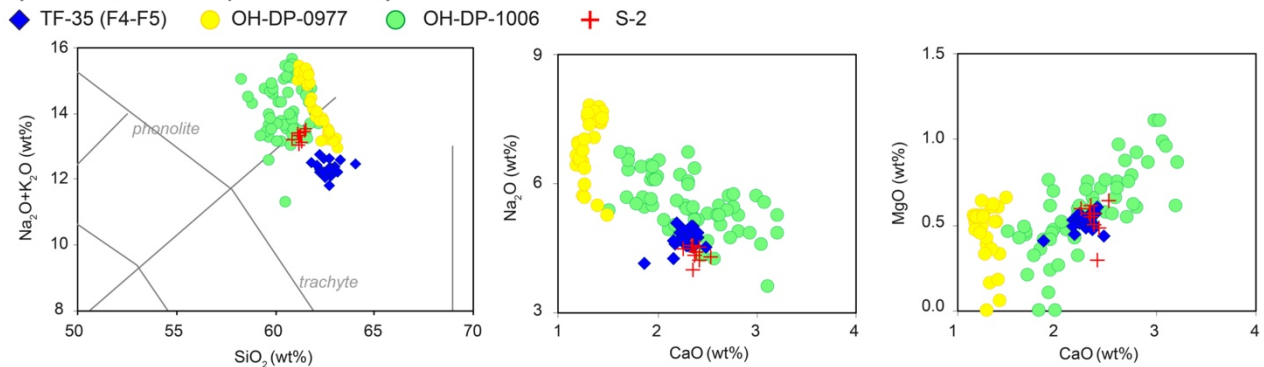 TF-35 (F4-F5) OH-DP-0977 OH-DP-1006 S-2
16
14
12
10
8
50 55 60 65 70
Na2O+K2O (wt%)
SiO2(wt%)
phonolite
trachyte
9
6
3
1 2 3 4
Na2O (wt%)
CaO (wt%)
1.5
1.0
0.5
0.0
1 2 3 4
MgO (wt%)
CaO (wt%)